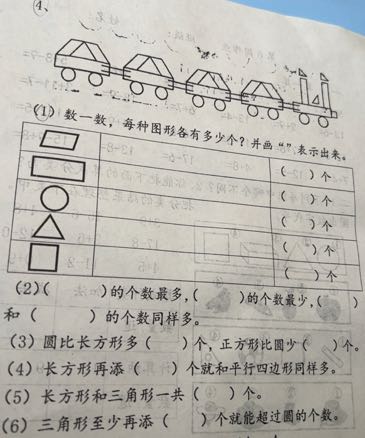 4、
(1) 数一数，每种图形各有多少个？并画“”表示出来。
( ) 个
( ) 个
( ) 个
( ) 个
( ) 个
(2)( )的个数最多，( )的个数最少，( )
和 ( )的个数同样多。
(3) 圆比长方形多 ( ) 个，正方形比圆少 ( ) 个。
(4) 长方形再添 ( ) 个就和平行四边形同样多。
(5) 长方形和三角形一共 ( ) 个。
(6) 三角形至少再添 ( ) 个就能超过圆的个数。